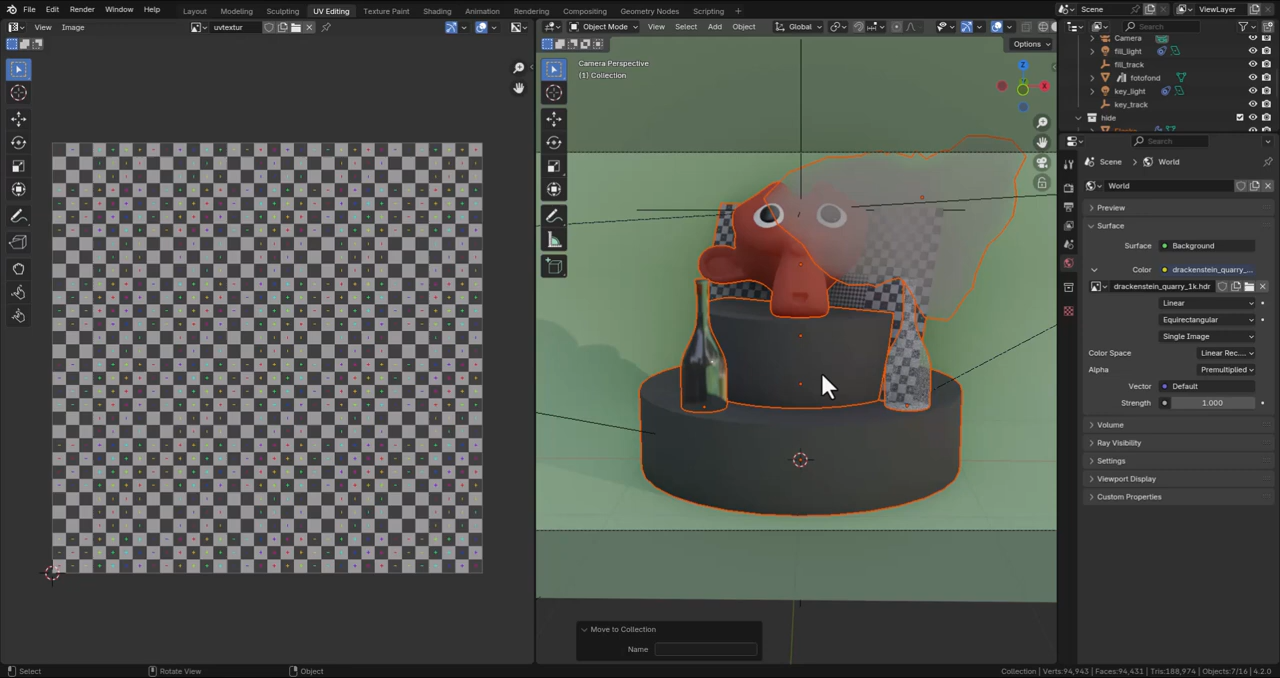 File Edit Render Window Help Layout Modeling Sculpting UV Editing Texture Paint Shading Animation Rendering Compositing Geometry Nodes Scripting Scene ViewLayer
View Image uvtextur Object Mode View Select Add Object Global Search
Options
Camera Perspective
(1) Collection
Camera
fill_light
fill_track
fotofond
key_light
key_track
hide
Search
Scene World
World
Preview
Surface
Surface Background
Color drackenstein_quarry_...
drackenstein_quarry_1k.hdr
Linear
Equirectangular
Single Image
Color Space Linear Rec....
Alpha Premultiplied
Vector Default
Strength 1.000
Volume
Ray Visibility
Settings
Viewport Display
Custom Properties
Move to Collection
Name
Select Rotate View Object Collection | Verts:94,943 | Faces:94,431 | Tris:188,974 | Objects:7/16 | 4.2.0